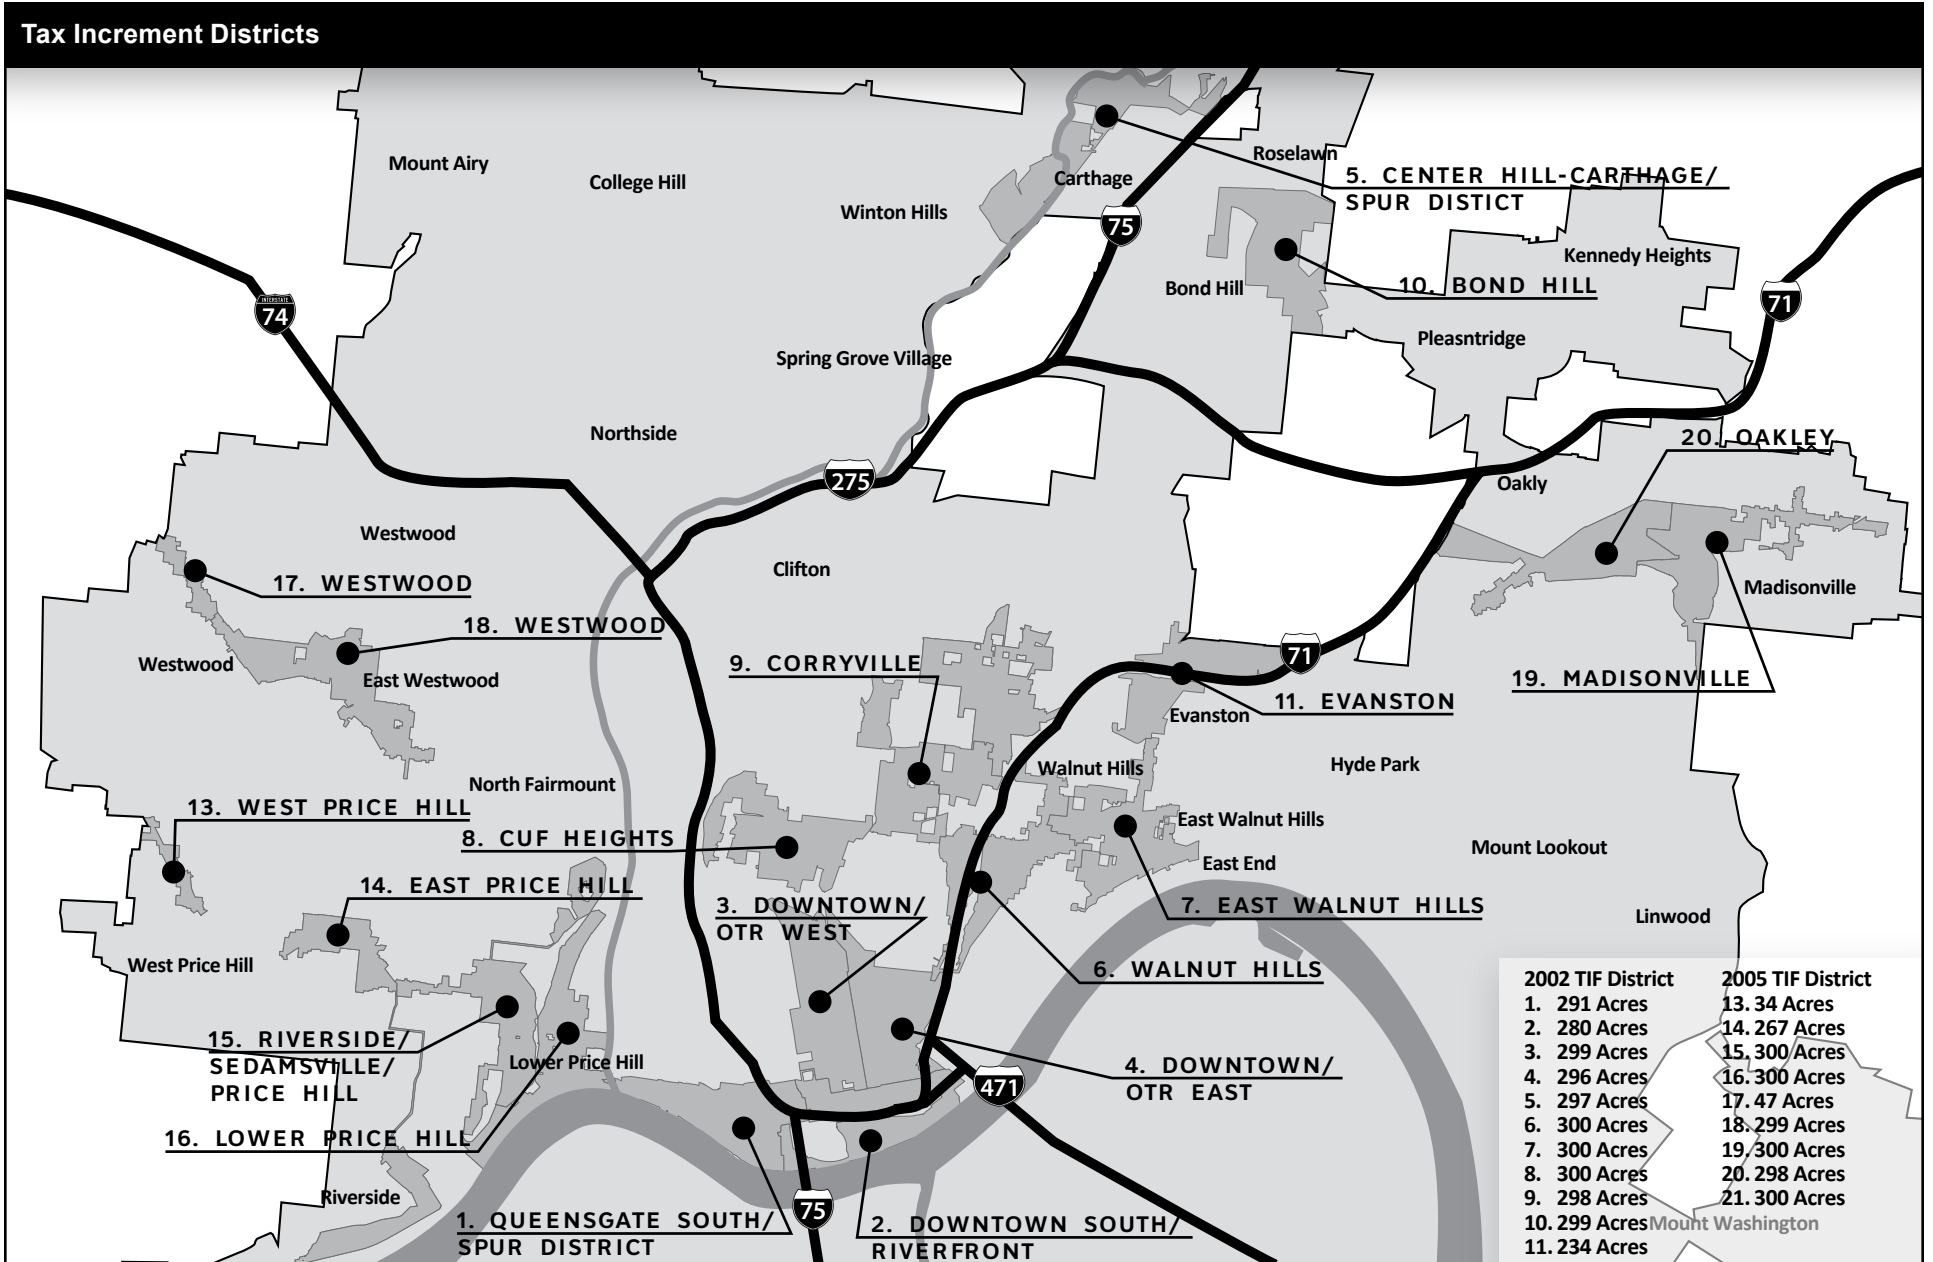 Tax Increment Districts
Mount Airy
College Hill
Winton Hills
Carthage
Roselawn
5. CENTER HILL-CARTHAGE/
SPUR DISTICT
75
Kennedy Heights
Bond Hill
10. BOND HILL
71
INTERSTATE
74
Pleasntridge
Spring Grove Village
Northside
20. OAKLEY
275
Oakly
Westwood
Clifton
17. WESTWOOD
Madisonville
18. WESTWOOD
Westwood
East Westwood
9. CORRYVILLE
71
19. MADISONVILLE
11. EVANSTON
Evanston
Walnut Hills
Hyde Park
North Fairmount
13. WEST PRICE HILL
8. CUF HEIGHTS
East Walnut Hills
Mount Lookout
East End
14. EAST PRICE HILL
3. DOWNTOWN/
OTR WEST
7. EAST WALNUT HILLS
Linwood
West Price Hill
6. WALNUT HILLS
15. RIVERSIDE/
SEDAMSVILLE/
PRICE HILL
Lower Price Hill
4. DOWNTOWN/
OTR EAST
471
16. LOWER PRICE HILL
Riverside
75
1. QUEENSGATE SOUTH/
SPUR DISTRICT
2. DOWNTOWN SOUTH/
RIVERFRONT
2002 TIF District
1. 291 Acres
2. 280 Acres
3. 299 Acres
4. 296 Acres
5. 297 Acres
6. 300 Acres
7. 300 Acres
8. 300 Acres
9. 298 Acres
10. 299 Acres
11. 234 Acres
2005 TIF District
13. 34 Acres
14. 267 Acres
15. 300 Acres
16. 300 Acres
17. 47 Acres
18. 299 Acres
19. 300 Acres
20. 298 Acres
21. 300 Acres
Mount Washington